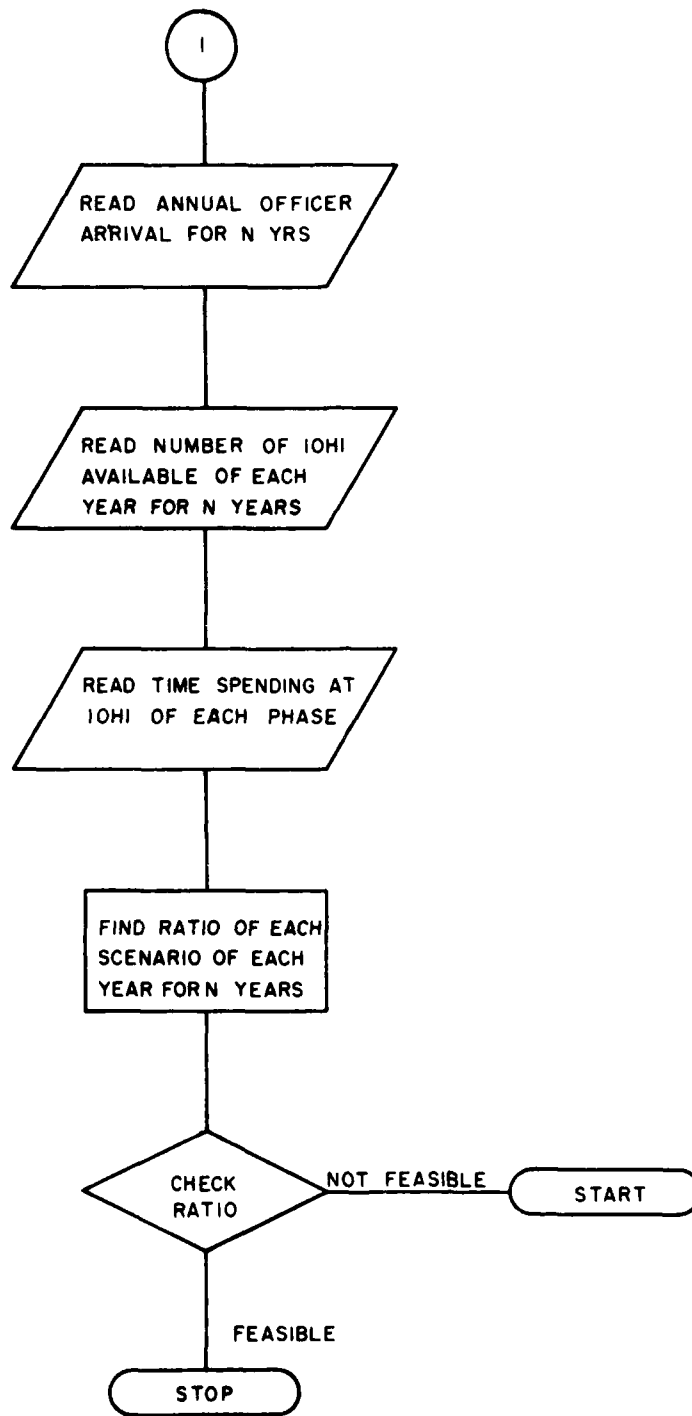 1
READ ANNUAL OFFICER
ARRIVAL FOR N YRS
READ NUMBER OF IOHI
AVAILABLE OF EACH
YEAR FOR N YEARS
READ TIME SPENDING AT
IOHI OF EACH PHASE
FIND RATIO OF EACH
SCENARIO OF EACH
YEAR FOR N YEARS
CHECK
RATIO
NOT FEASIBLE
START
FEASIBLE
STOP